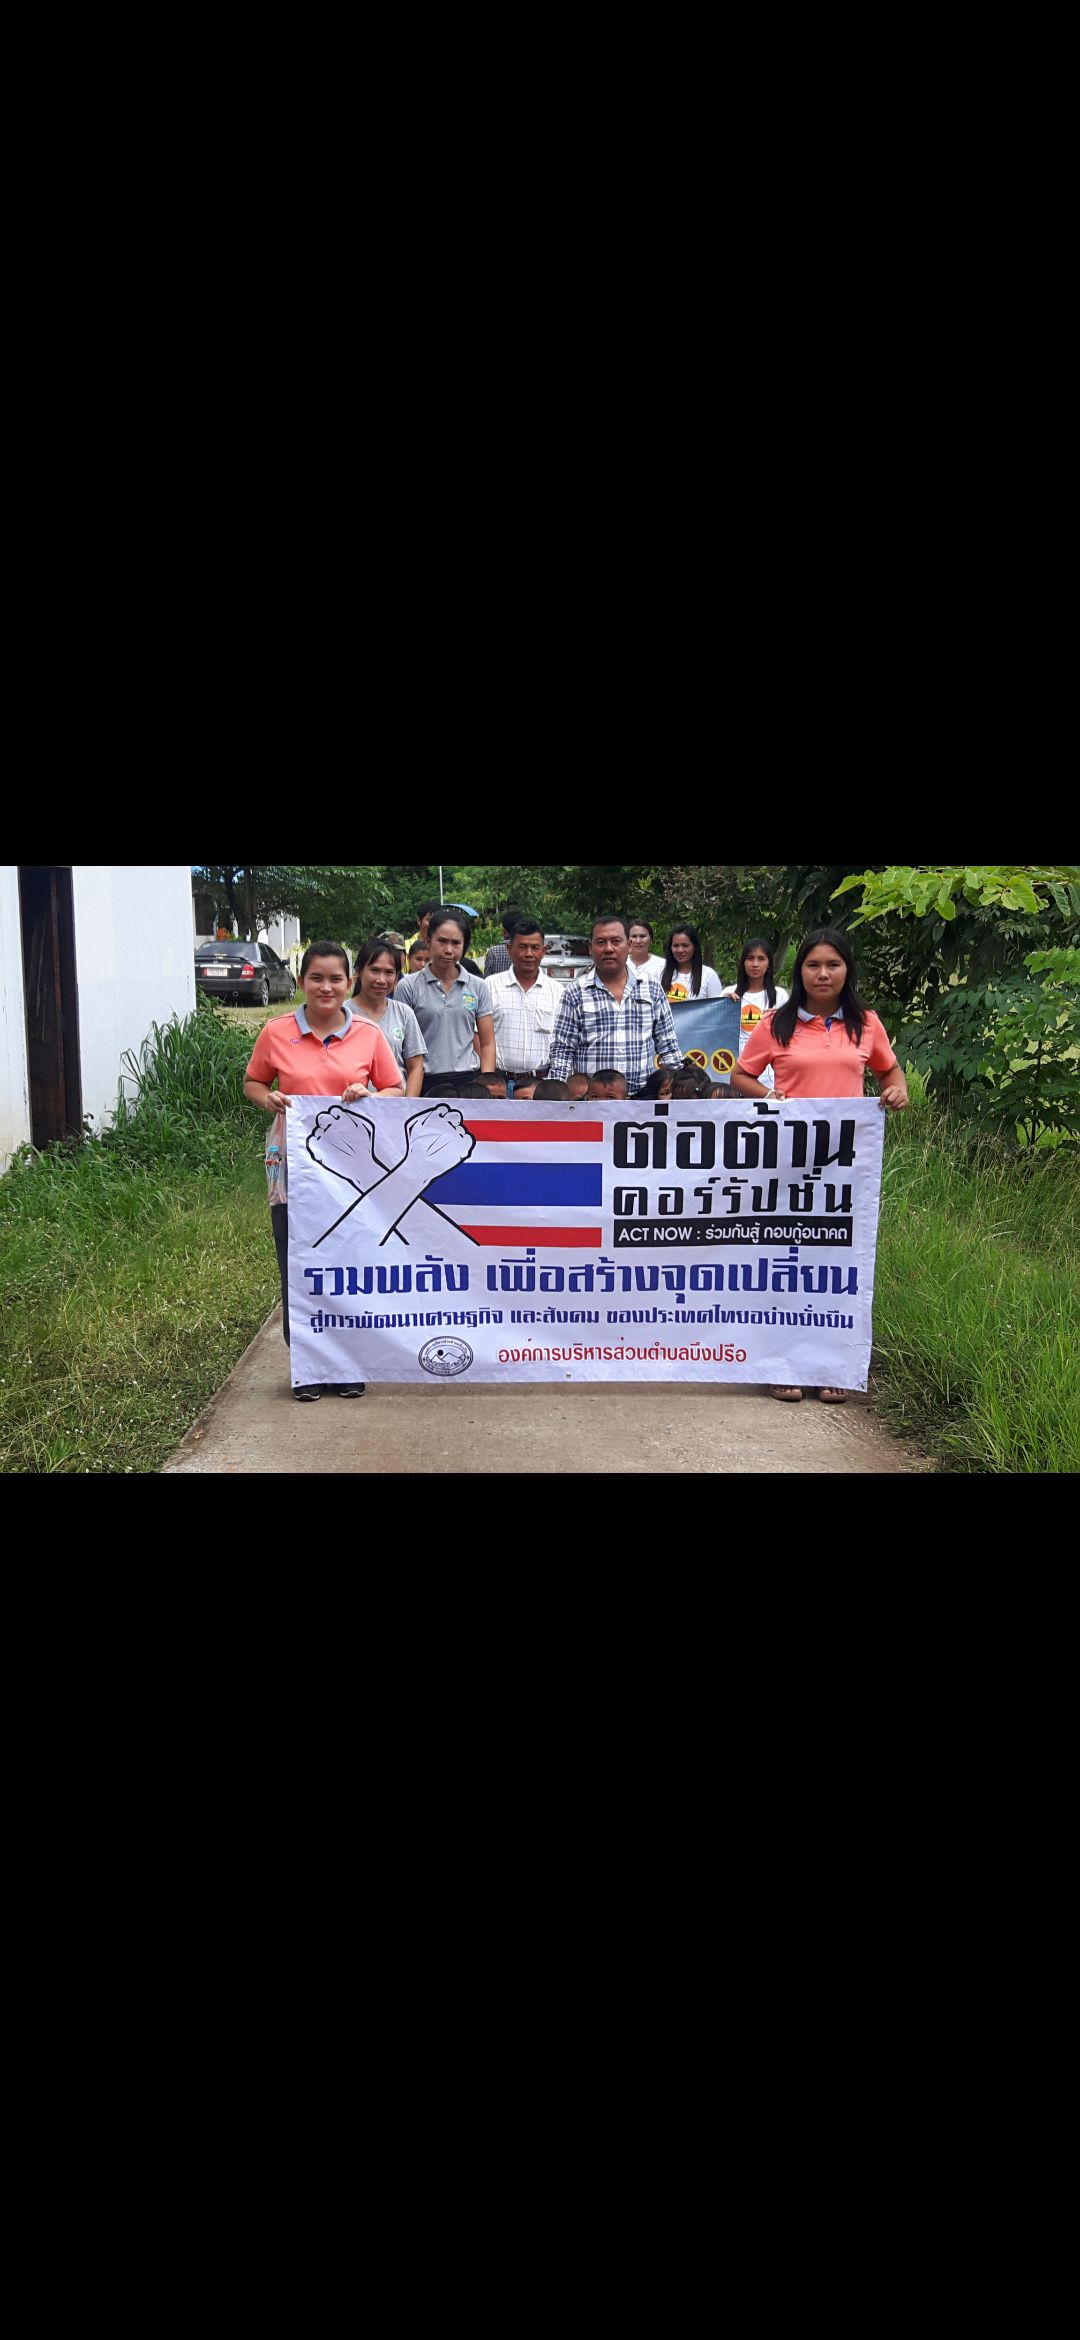 ต่อต้าน
คอร์รัปชั่น
ACT NOW : ร่วมกันสู้ กอบกู้อนาคต
รวมพลัง เพื่อสร้างจุดเปลี่ยน
สู่การพัฒนาเศรษฐกิจ และสังคม ของประเทศไทยอย่างยั่งยืน
องค์การบริหารส่วนตำบลบึงปรือ